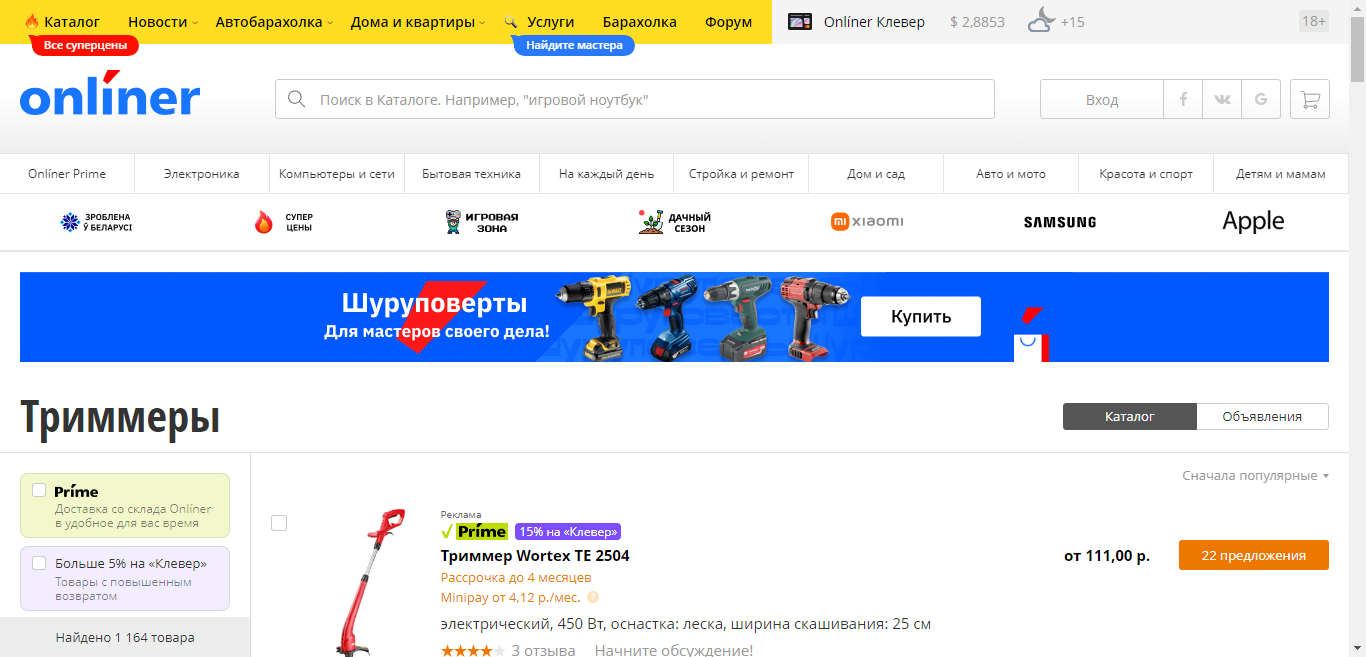 Каталог Новости Автобарахолка Дома и квартиры Услуги Барахолка Форум Onlíner Клевер $ 2,8853 +15 18+
Все суперцены Найдите мастера
onlíner
Поиск в Каталоге. Например, "игровой ноутбук"
Вход
Onlíner Prime Электроника Компьютеры и сети Бытовая техника На каждый день Стройка и ремонт Дом и сад Авто и мото Красота и спорт Детям и мамам
ЗРОБЛЕНА
Ў БЕЛАРУСІ
СУПЕР
ЦЕНЫ
ИГРОВАЯ
ЗОНА
ДАЧНЫЙ
СЕЗОН
xiaomi
SAMSUNG
Apple
Шуруповерты
Для мастеров своего дела!
Купить
Триммеры
Каталог Объявления
Сначала популярные
Príme
Доставка со склада Onlíner
в удобное для вас время
Больше 5% на «Клевер»
Товары с повышенным
возвратом
Найдено 1 164 товара
Реклама
Príme 15% на «Клевер»
Триммер Wortex TE 2504
Рассрочка до 4 месяцев
Minipay от 4,12 р./мес.
электрический, 450 Вт, оснастка: леска, ширина скашивания: 25 см
3 отзыва Начните обсуждение!
от 111,00 р.
22 предложения